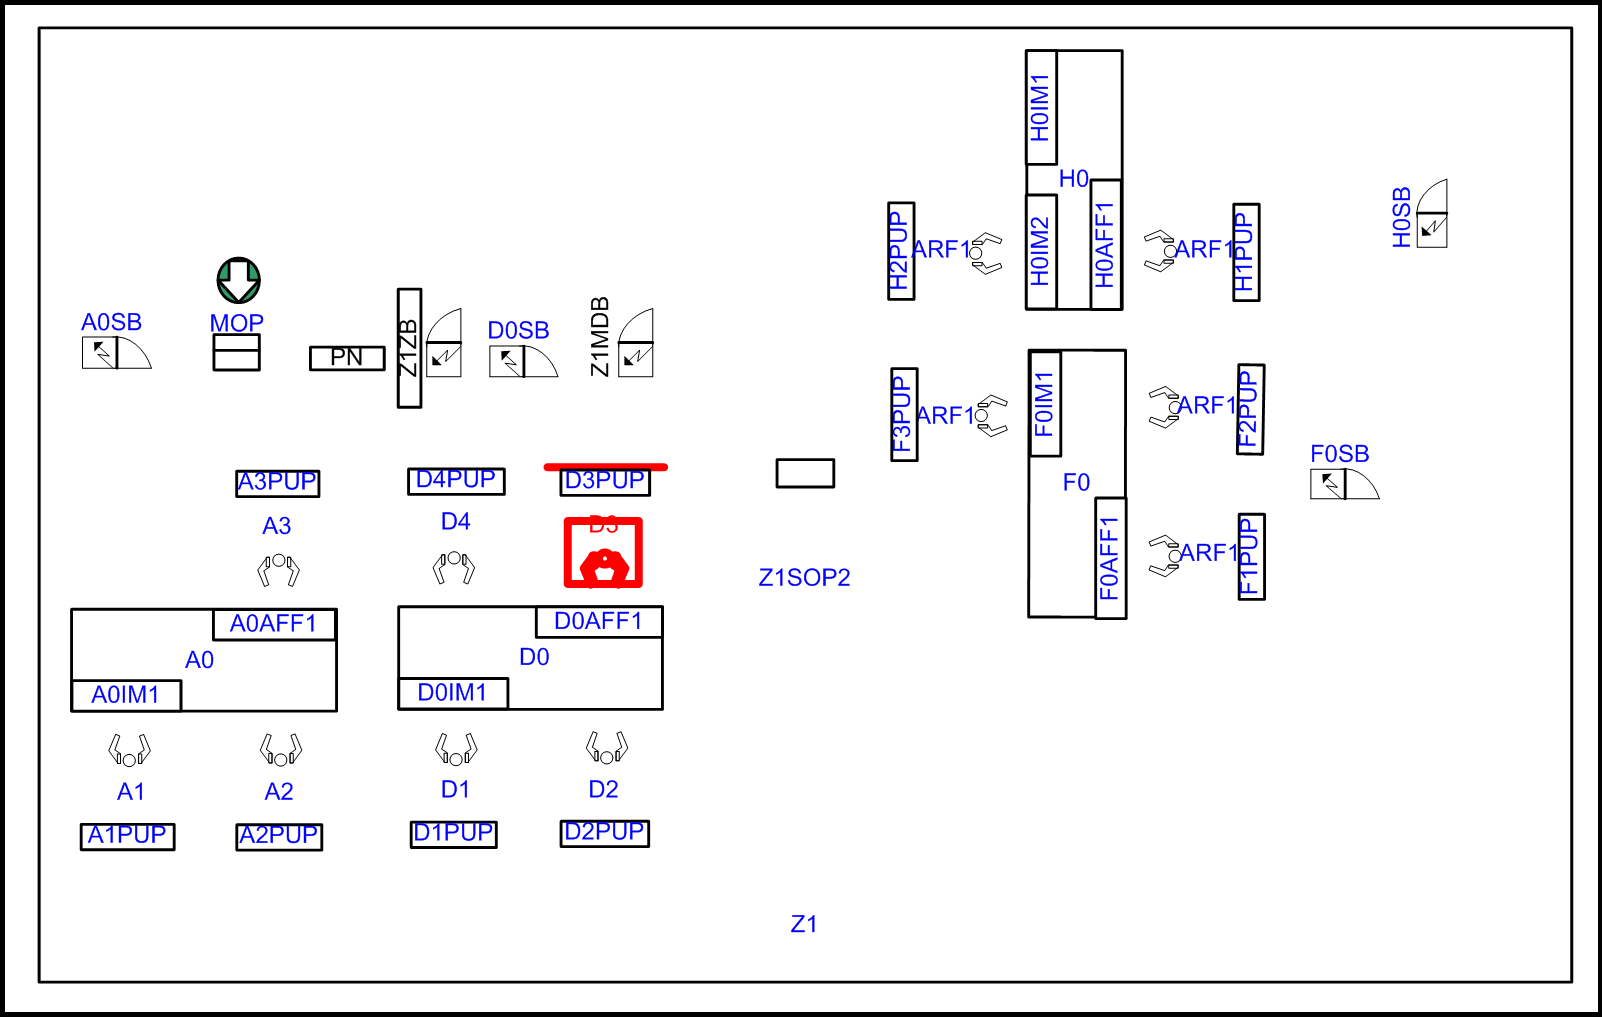 H0IM1
H0
H0SB
H2PUP
ARF1
H0IM2
H0AFF1
ARF1
H1PUP
A0SB
MOP
PN
Z1ZB
D0SB
Z1MDB
F3PUP
ARF1
F0IM1
ARF1
F2PUP
F0SB
A3PUP
D4PUP
D3PUP
F0
A3
D4
D3
F0AFF1
ARF1
F1PUP
Z1SOP2
A0AFF1
D0AFF1
A0
D0
A0IM1
D0IM1
A1
A2
D1
D2
A1PUP
A2PUP
D1PUP
D2PUP
Z1